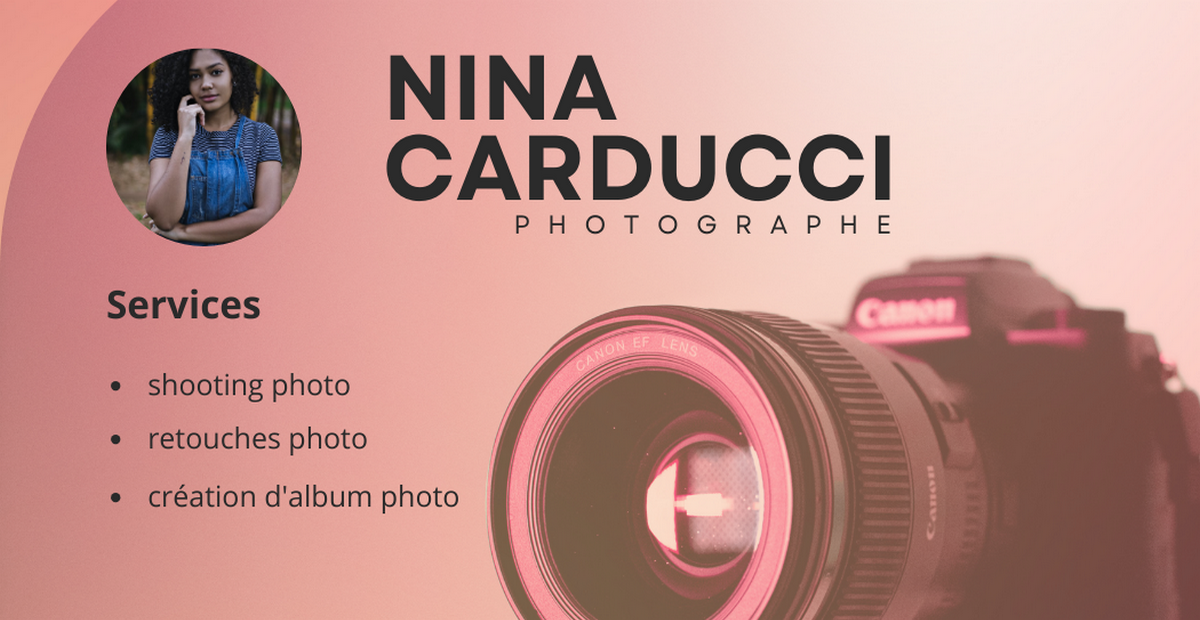 NINA
CARDUCCI
PHOTOGRAPHE
Services
• shooting photo
• retouches photo
• création d'album photo
Canon
CANON EF LENS
Canon